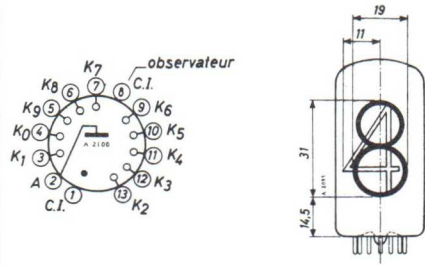 observateur
K7
K8
7
8
C.I.
6
K9
5
9
K6
K0
4
10
K5
A 2100
K1
3
11
K4
A
2
12
K3
C.I.
1
13
K2
19
11
31
14,5